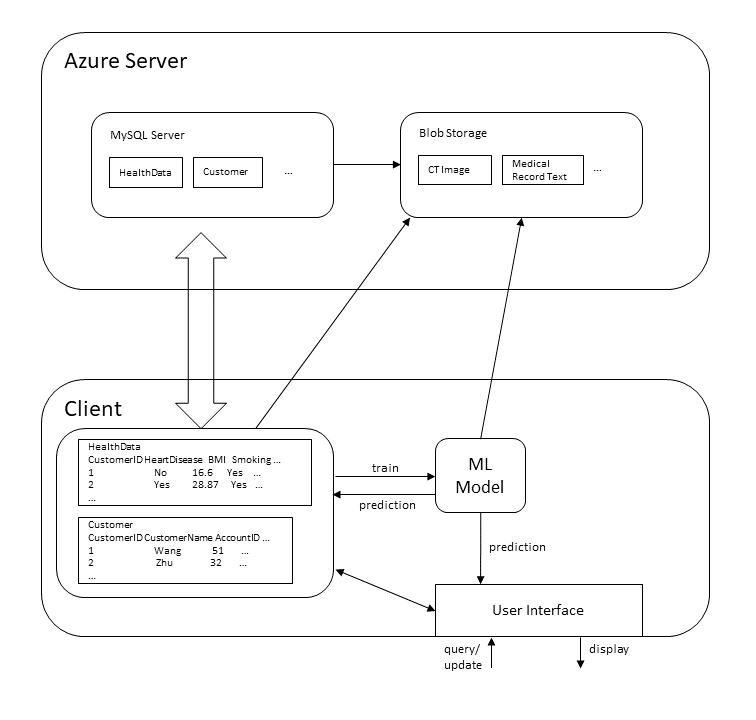 Azure Server
MySQL Server
HealthData
Customer
...
Blob Storage
CT Image
Medical
Record Text
...
Client
HealthData
CustomerID HeartDisease BMI Smoking ...
1 No 16.6 Yes ...
2 Yes 28.87 Yes ...
...
Customer
CustomerID CustomerName AccountID ...
1 Wang 51 ...
2 Zhu 32 ...
...
train
prediction
ML
Model
prediction
User Interface
query/
update
display